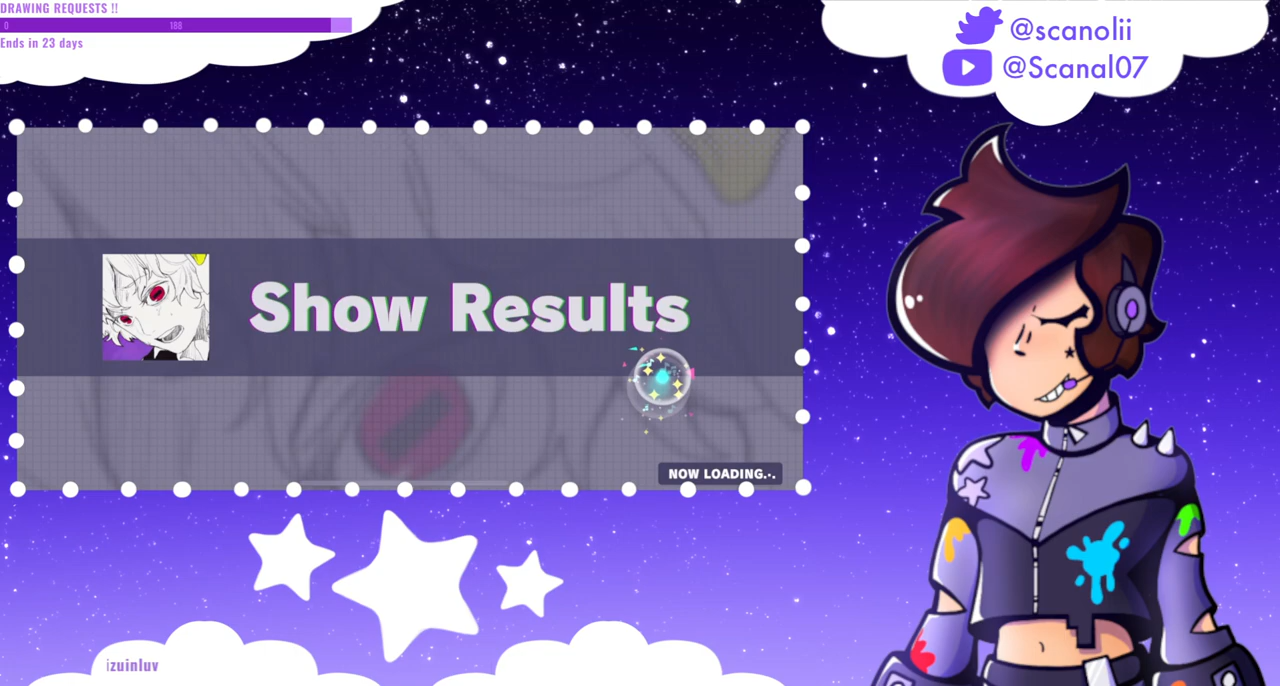 DRAWING REQUESTS !!
0 188
Ends in 23 days
@scanolii
@Scanal07
Show Results
NOW LOADING...
izuinluv